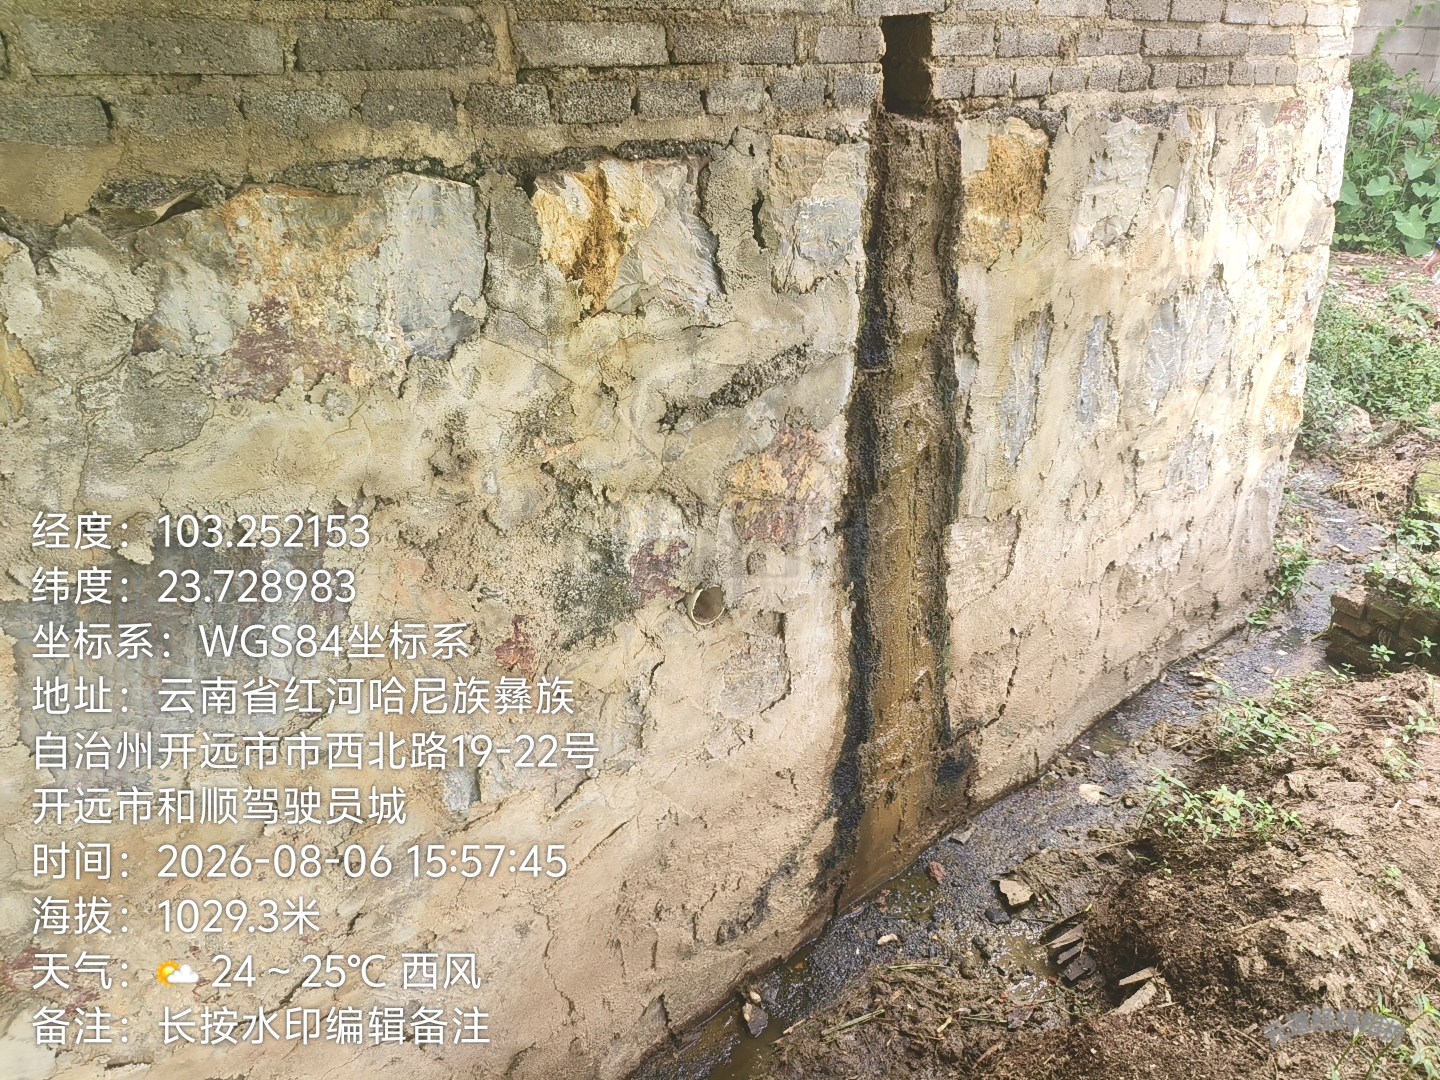 经度：103.252153
纬度：23.728983
坐标系：WGS84坐标系
地址：云南省红河哈尼族彝族
自治州开远市市西北路19-22号
开远市和顺驾驶员城
时间：2026-08-06 15:57:45
海拔：1029.3米
天气：⛅ 24 ~ 25℃ 西风
备注：长按水印编辑备注